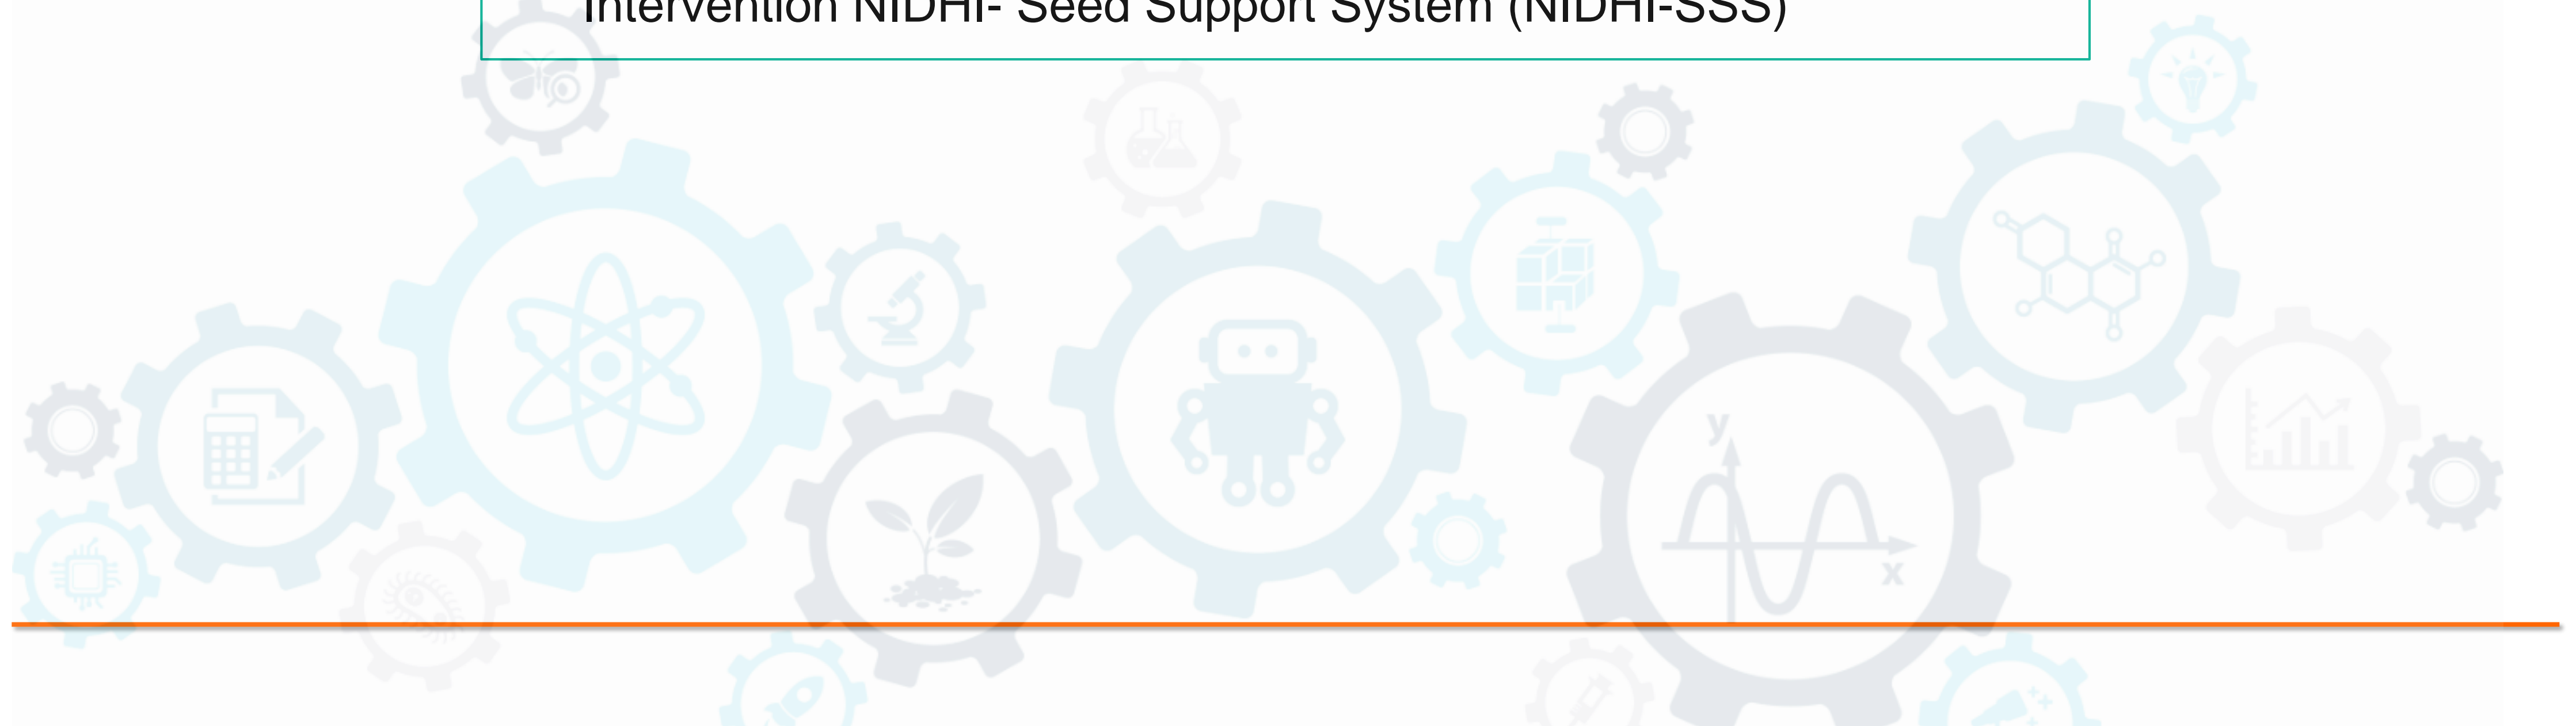 Intervention NIDHI- Seed Support System (NIDHI-SSS)
y
x